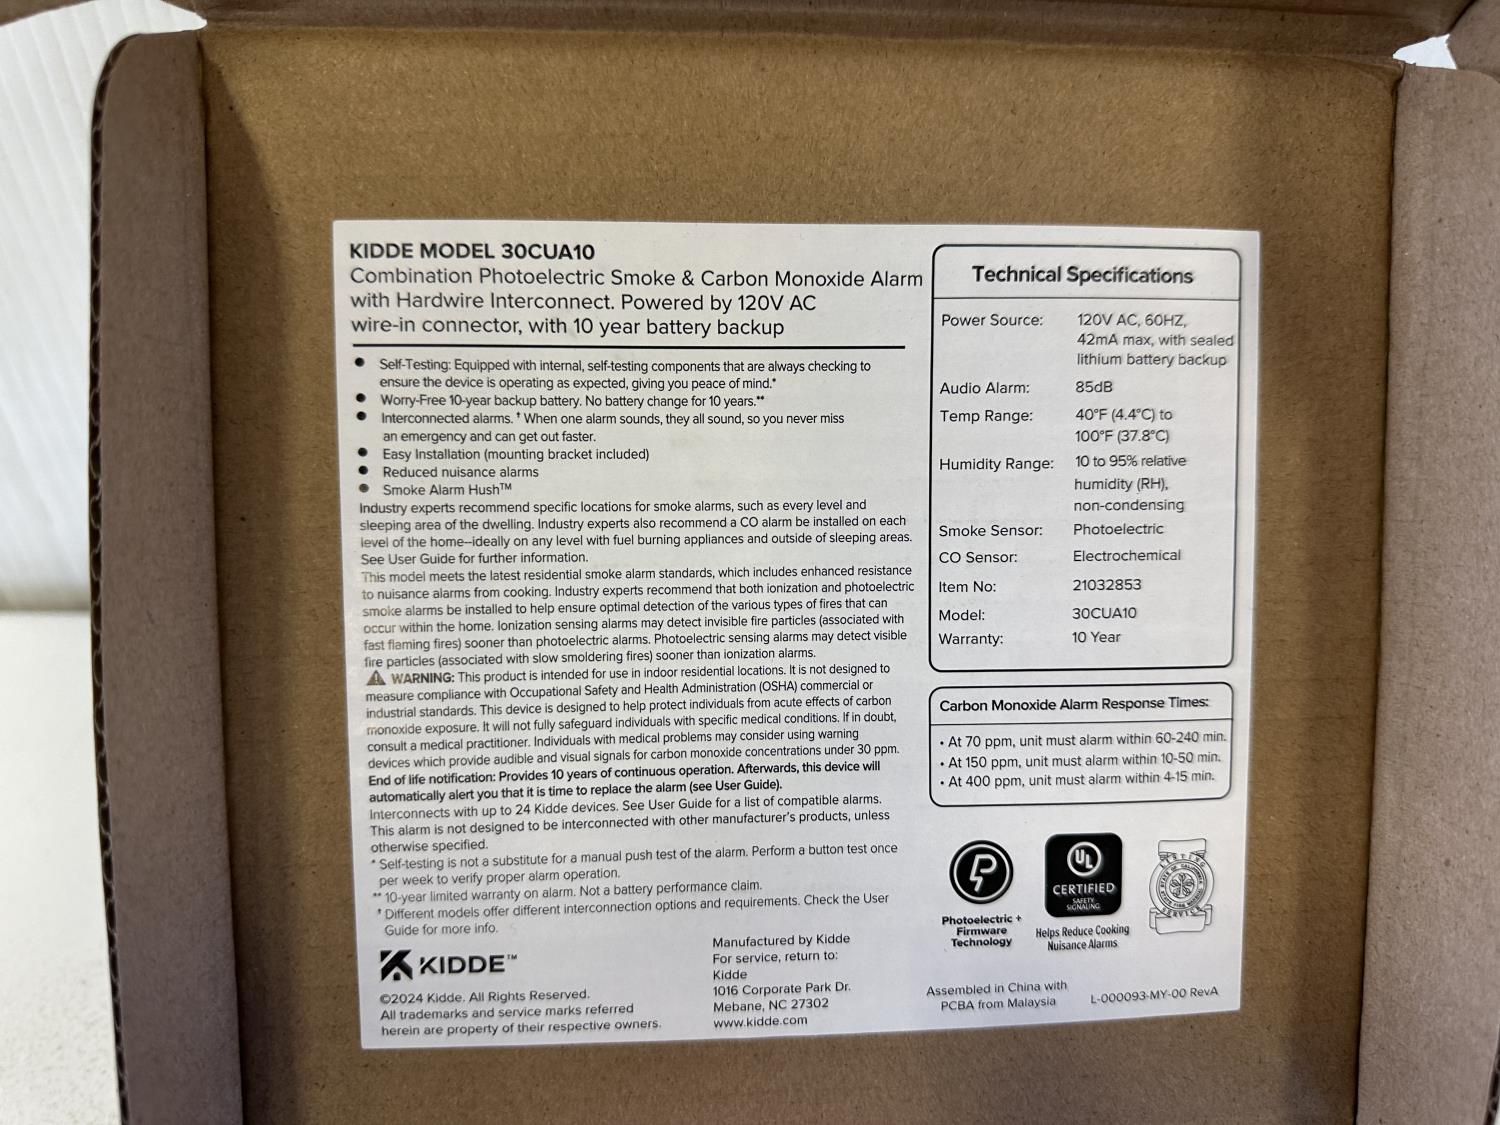 KIDDE MODEL 30CUA10
Combination Photoelectric Smoke & Carbon Monoxide Alarm
with Hardwire Interconnect. Powered by 120V AC
wire-in connector, with 10 year battery backup
• Self-Testing: Equipped with internal, self-testing components that are always checking to
ensure the device is operating as expected, giving you peace of mind.*
• Worry-Free 10-year backup battery. No battery change for 10 years.**
• Interconnected alarms. † When one alarm sounds, they all sound, so you never miss
an emergency and can get out faster.
• Easy Installation (mounting bracket included)
• Reduced nuisance alarms
• Smoke Alarm Hush™
Industry experts recommend specific locations for smoke alarms, such as every level and
sleeping area of the dwelling. Industry experts also recommend a CO alarm be installed on each
level of the home--ideally on any level with fuel burning appliances and outside of sleeping areas.
See User Guide for further information.
This model meets the latest residential smoke alarm standards, which includes enhanced resistance
to nuisance alarms from cooking. Industry experts recommend that both ionization and photoelectric
smoke alarms be installed to help ensure optimal detection of the various types of fires that can
occur within the home. Ionization sensing alarms may detect invisible fire particles (associated with
fast flaming fires) sooner than photoelectric alarms. Photoelectric sensing alarms may detect visible
fire particles (associated with slow smoldering fires) sooner than ionization alarms.
⚠ WARNING: This product is intended for use in indoor residential locations. It is not designed to
measure compliance with Occupational Safety and Health Administration (OSHA) commercial or
industrial standards. This device is designed to help protect individuals from acute effects of carbon
monoxide exposure. It will not fully safeguard individuals with specific medical conditions. If in doubt,
consult a medical practitioner. Individuals with medical problems may consider using warning
devices which provide audible and visual signals for carbon monoxide concentrations under 30 ppm.
End of life notification: Provides 10 years of continuous operation. Afterwards, this device will
automatically alert you that it is time to replace the alarm (see User Guide).
Interconnects with up to 24 Kidde devices. See User Guide for a list of compatible alarms.
This alarm is not designed to be interconnected with other manufacturer's products, unless
otherwise specified.
* Self-testing is not a substitute for a manual push test of the alarm. Perform a button test once
per week to verify proper alarm operation.
** 10-year limited warranty on alarm. Not a battery performance claim.
† Different models offer different interconnection options and requirements. Check the User
Guide for more info.
KIDDE™
©2024 Kidde. All Rights Reserved.
All trademarks and service marks referred
herein are property of their respective owners.
Manufactured by Kidde
For service, return to:
Kidde
1016 Corporate Park Dr.
Mebane, NC 27302
www.kidde.com
Technical Specifications
Power Source: 120V AC, 60HZ,
42mA max, with sealed
lithium battery backup
Audio Alarm: 85dB
Temp Range: 40°F (4.4°C) to
100°F (37.8°C)
Humidity Range: 10 to 95% relative
humidity (RH),
non-condensing
Smoke Sensor: Photoelectric
CO Sensor: Electrochemical
Item No: 21032853
Model: 30CUA10
Warranty: 10 Year
Carbon Monoxide Alarm Response Times:
• At 70 ppm, unit must alarm within 60-240 min.
• At 150 ppm, unit must alarm within 10-50 min.
• At 400 ppm, unit must alarm within 4-15 min.
P
Photoelectric +
Firmware
Technology
UL
CERTIFIED
SAFETY
SIGNALING
Helps Reduce Cooking
Nuisance Alarms
Assembled in China with
PCBA from Malaysia
L-000093-MY-00 RevA